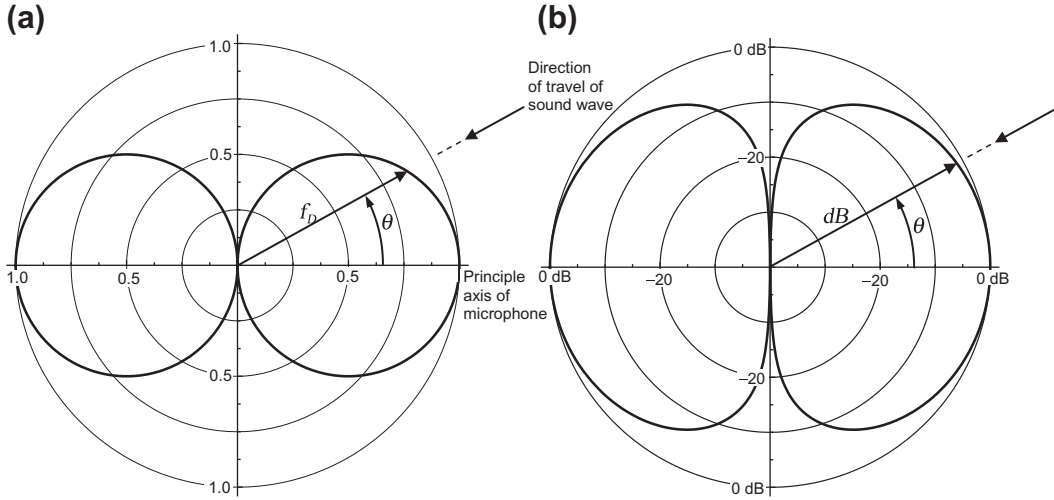 (a)
1.0
0.5
f_D
θ
1.0
0.5
0.5
0.5
1.0
Principle
axis of
microphone
Direction
of travel of
sound wave
(b)
0 dB
–20
dB
θ
0 dB
–20
–20
0 dB
–20
0 dB